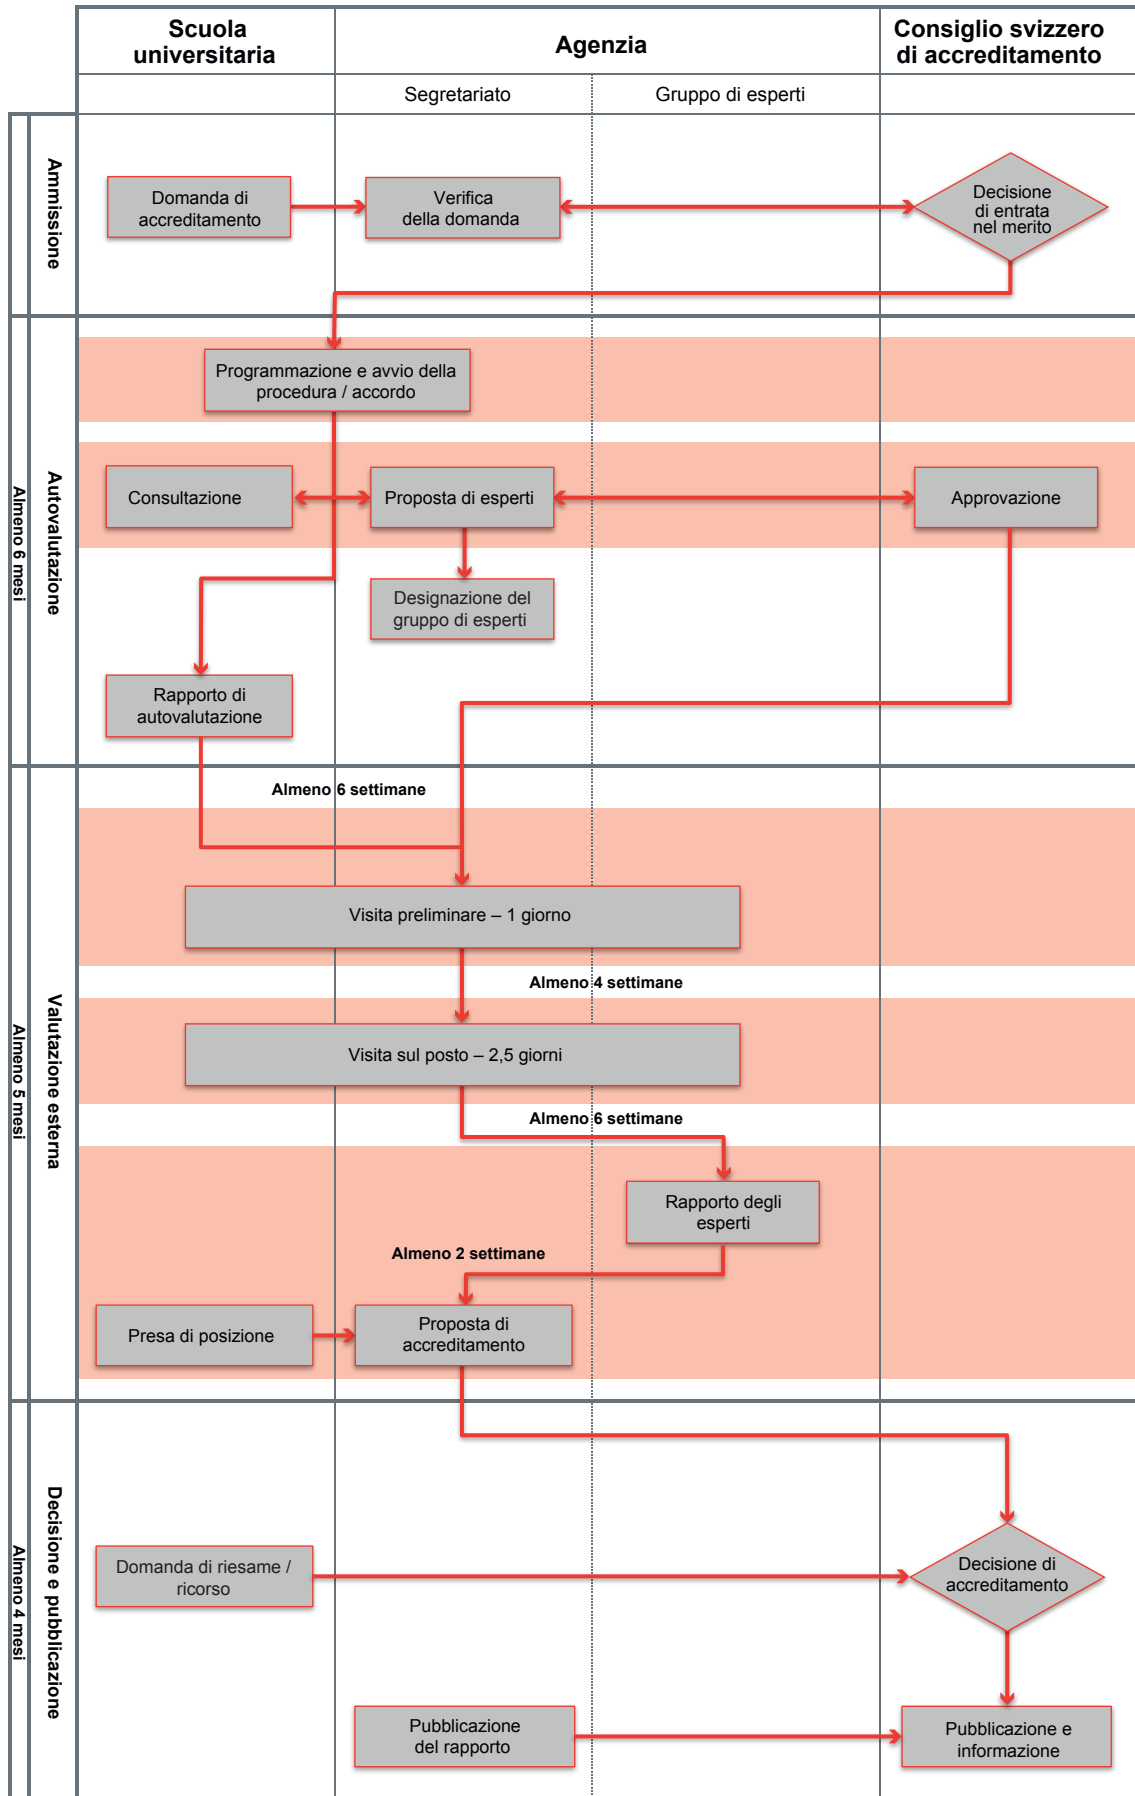 Scuola
universitaria
Agenzia
Consiglio svizzero
di accreditamento
Segretariato
Gruppo di esperti
Ammissione
Domanda di
accreditamento
Verifica
della domanda
Decisione
di entrata
nel merito
Almeno 6 mesi
Autovalutazione
Programmazione e avvio della
procedura / accordo
Consultazione
Proposta di esperti
Approvazione
Designazione del
gruppo di esperti
Rapporto di
autovalutazione
Almeno 5 mesi
Valutazione esterna
Almeno 6 settimane
Visita preliminare – 1 giorno
Almeno 4 settimane
Visita sul posto – 2,5 giorni
Almeno 6 settimane
Rapporto degli
esperti
Almeno 2 settimane
Presa di posizione
Proposta di
accreditamento
Almeno 4 mesi
Decisione e pubblicazione
Domanda di riesame /
ricorso
Decisione di
accreditamento
Pubblicazione
del rapporto
Pubblicazione e
informazione